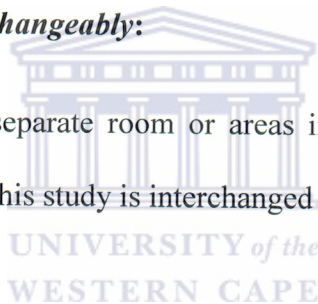 hangeably:
separate room or areas i
his study is interchanged
UNIVERSITY of the
WESTERN CAPE